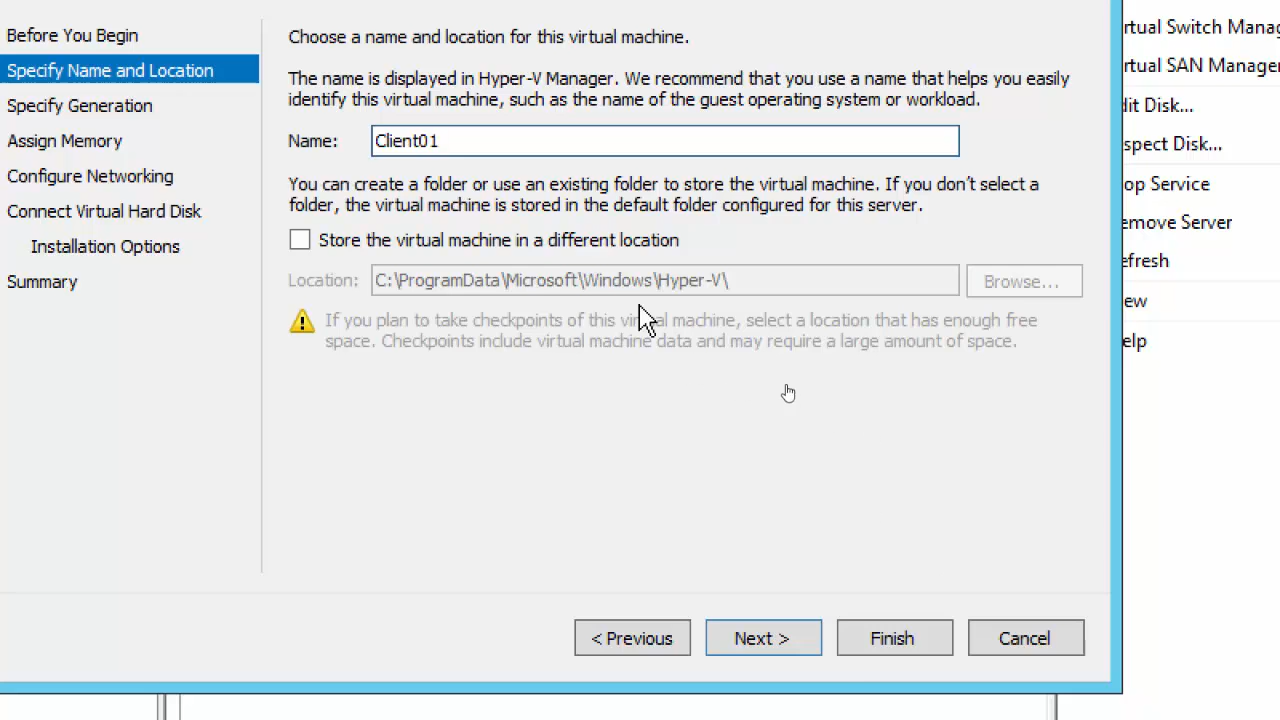 Before You Begin
Specify Name and Location
Specify Generation
Assign Memory
Configure Networking
Connect Virtual Hard Disk
Installation Options
Summary
Choose a name and location for this virtual machine.
The name is displayed in Hyper-V Manager. We recommend that you use a name that helps you easily
identify this virtual machine, such as the name of the guest operating system or workload.
Name: Client01
You can create a folder or use an existing folder to store the virtual machine. If you don't select a
folder, the virtual machine is stored in the default folder configured for this server.
Store the virtual machine in a different location
Location: C:\ProgramData\Microsoft\Windows\Hyper-V\ Browse...
If you plan to take checkpoints of this virtual machine, select a location that has enough free
space. Checkpoints include virtual machine data and may require a large amount of space.
< Previous Next > Finish Cancel
rtual Switch Manag
rtual SAN Manager
dit Disk...
spect Disk...
op Service
emove Server
efresh
ew
elp